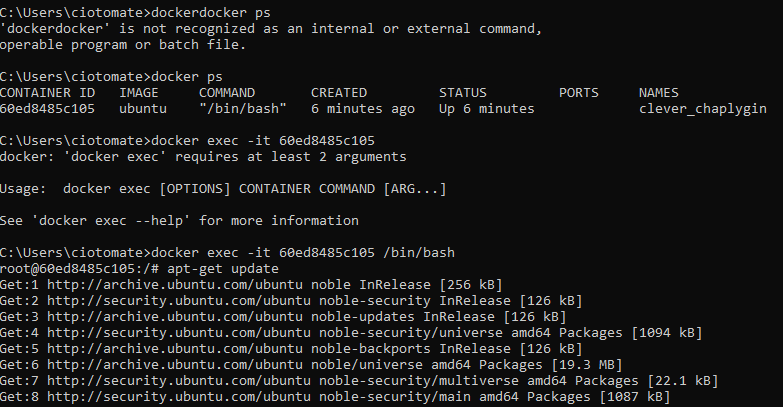 C:\Users\ciotomate>dockerdocker ps
'dockerdocker' is not recognized as an internal or external command,
operable program or batch file.
C:\Users\ciotomate>docker ps
CONTAINER ID   IMAGE     COMMAND       CREATED         STATUS         PORTS     NAMES
60ed8485c105   ubuntu    "/bin/bash"   6 minutes ago   Up 6 minutes             clever_chaplygin
C:\Users\ciotomate>docker exec -it 60ed8485c105
docker: 'docker exec' requires at least 2 arguments
Usage:  docker exec [OPTIONS] CONTAINER COMMAND [ARG...]
See 'docker exec --help' for more information
C:\Users\ciotomate>docker exec -it 60ed8485c105 /bin/bash
root@60ed8485c105:/# apt-get update
Get:1 http://archive.ubuntu.com/ubuntu noble InRelease [256 kB]
Get:2 http://security.ubuntu.com/ubuntu noble-security InRelease [126 kB]
Get:3 http://archive.ubuntu.com/ubuntu noble-updates InRelease [126 kB]
Get:4 http://security.ubuntu.com/ubuntu noble-security/universe amd64 Packages [1094 kB]
Get:5 http://archive.ubuntu.com/ubuntu noble-backports InRelease [126 kB]
Get:6 http://archive.ubuntu.com/ubuntu noble/universe amd64 Packages [19.3 MB]
Get:7 http://security.ubuntu.com/ubuntu noble-security/multiverse amd64 Packages [22.1 kB]
Get:8 http://security.ubuntu.com/ubuntu noble-security/main amd64 Packages [1087 kB]